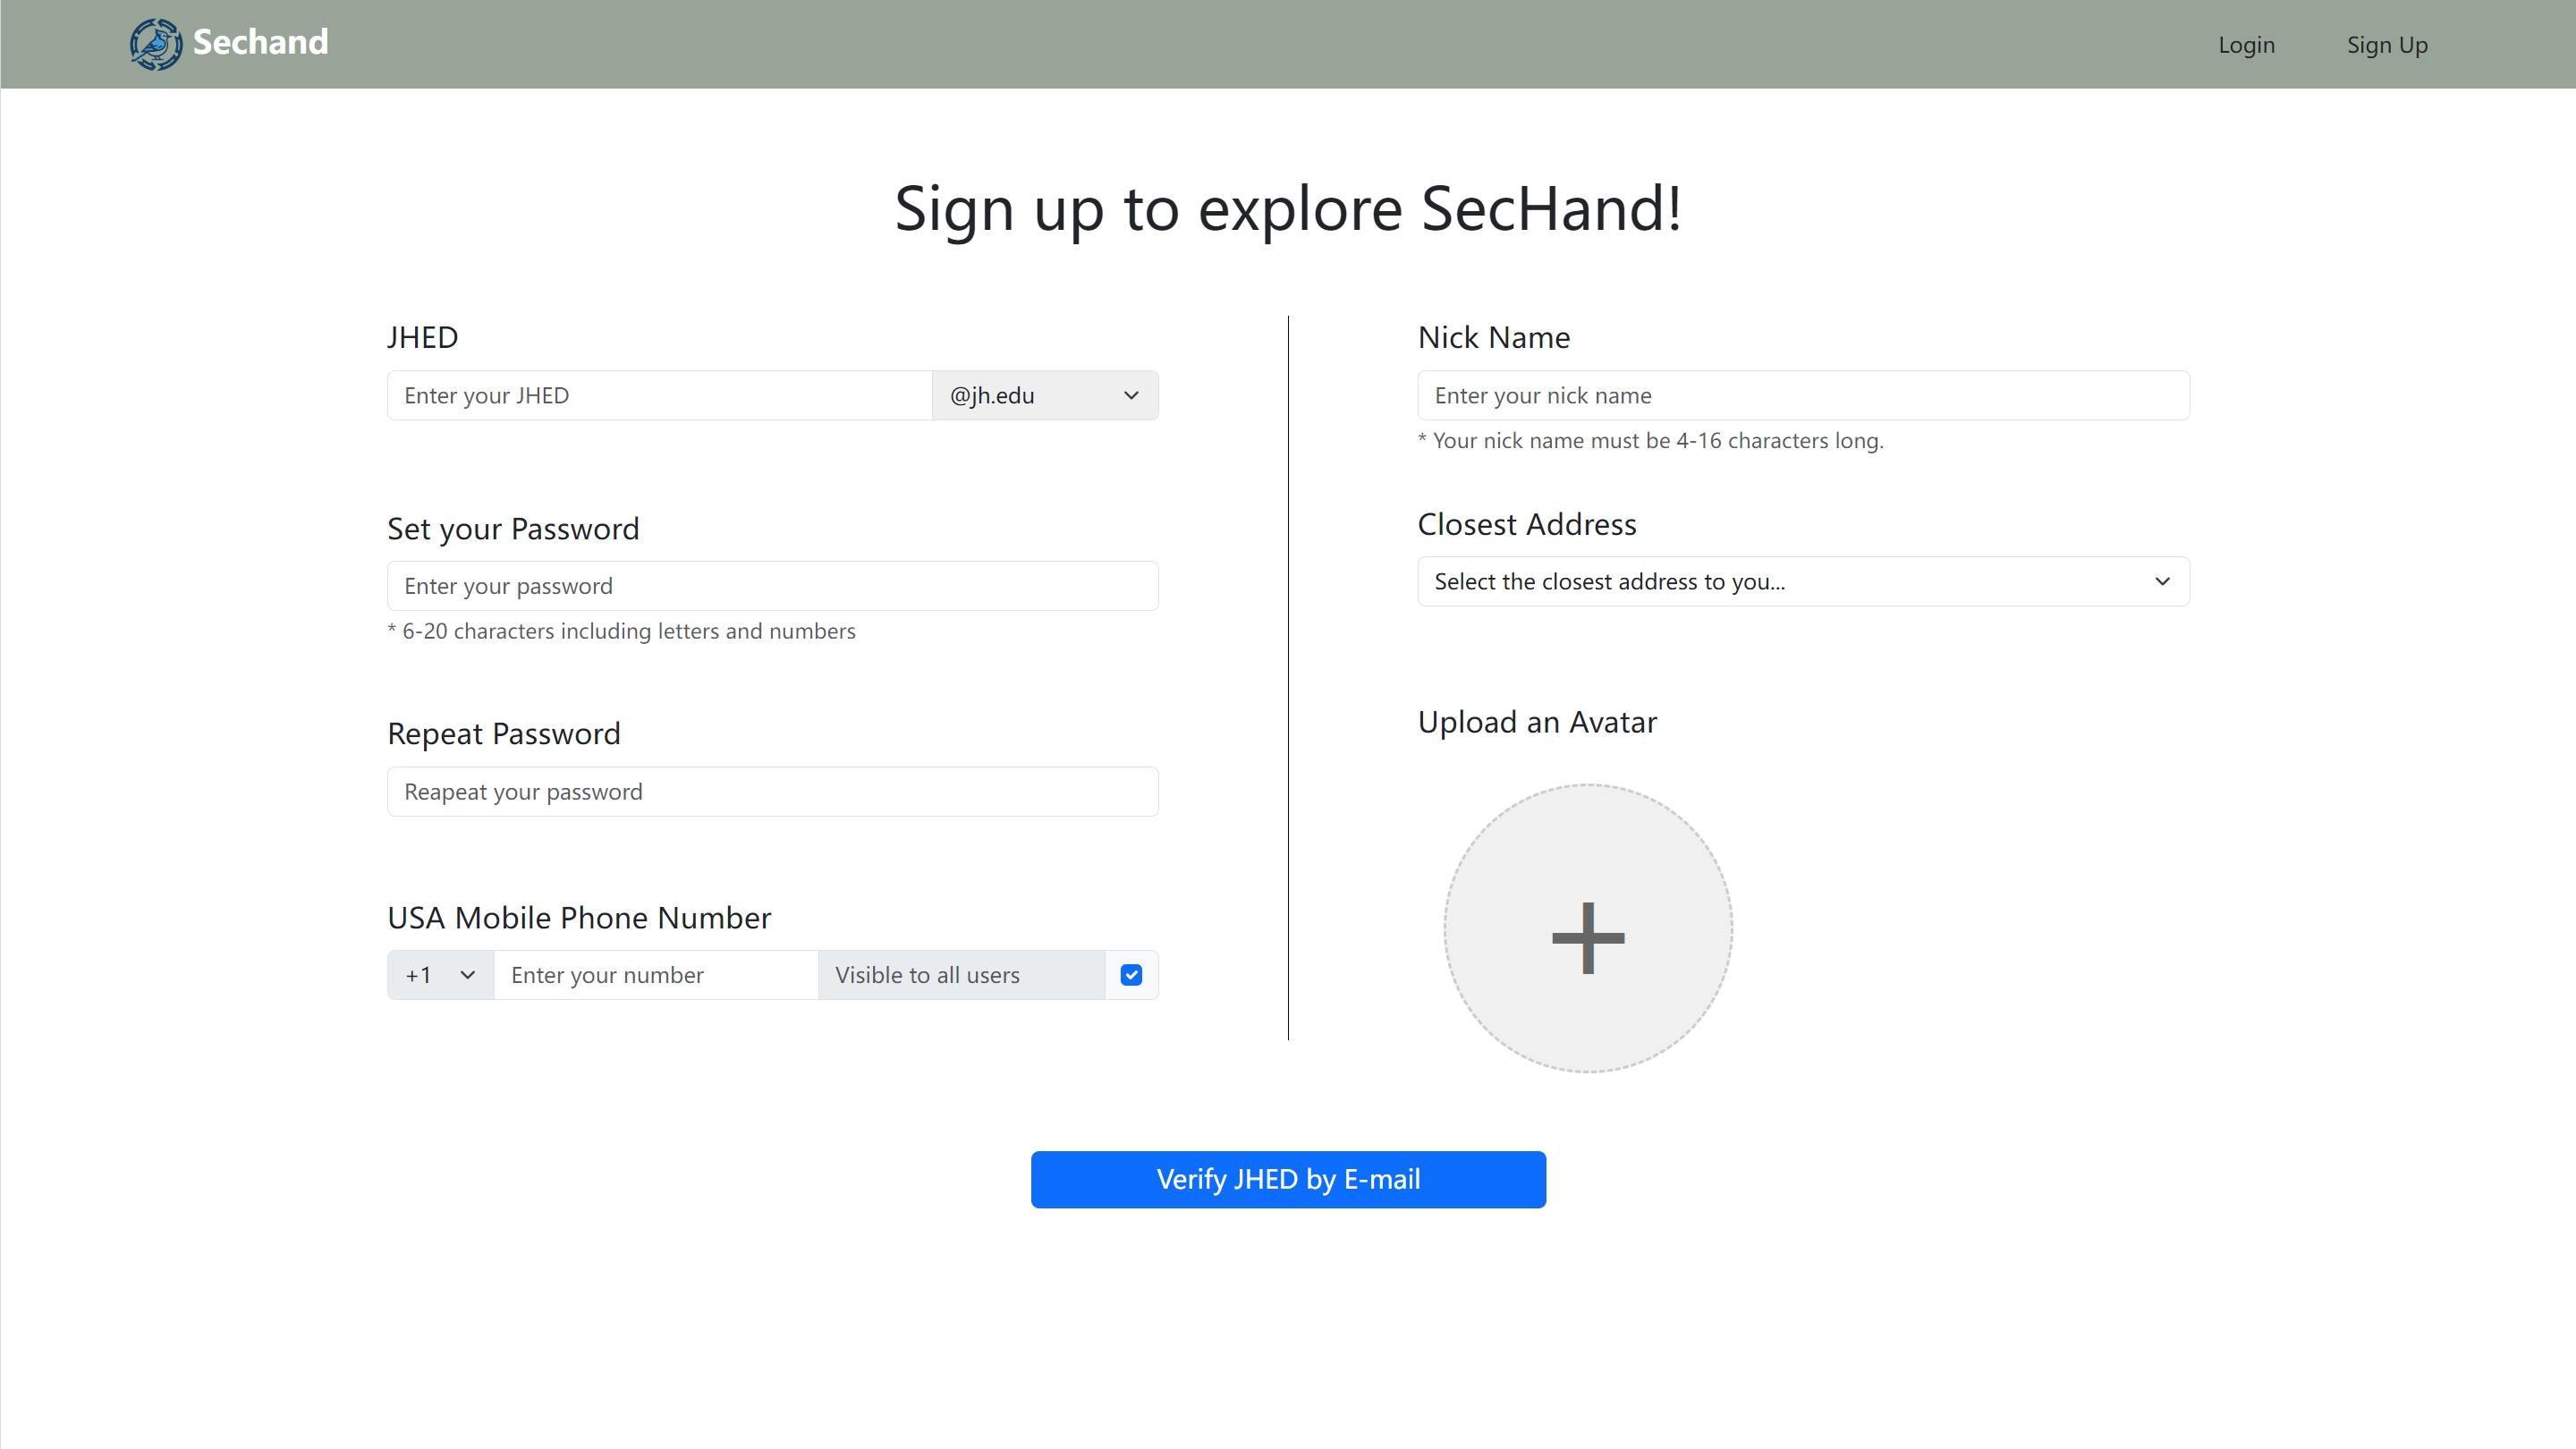 Sechand
Login
Sign Up
Sign up to explore SecHand!
JHED
Enter your JHED
@jh.edu
Set your Password
Enter your password
* 6-20 characters including letters and numbers
Repeat Password
Reapeat your password
USA Mobile Phone Number
+1
Enter your number
Visible to all users
Nick Name
Enter your nick name
* Your nick name must be 4-16 characters long.
Closest Address
Select the closest address to you...
Upload an Avatar
+
Verify JHED by E-mail